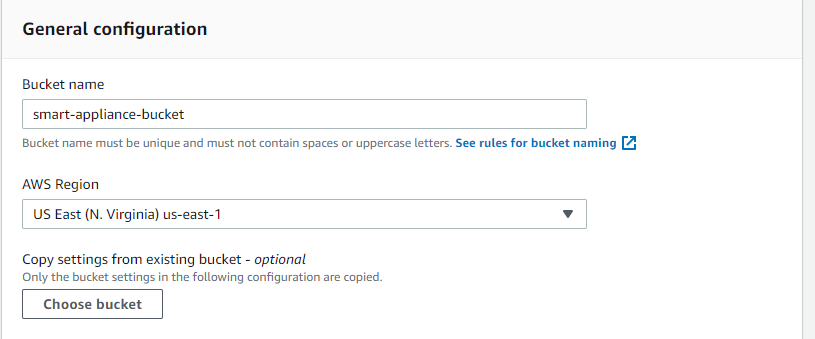 General configuration
Bucket name
smart-appliance-bucket
Bucket name must be unique and must not contain spaces or uppercase letters. See rules for bucket naming
AWS Region
US East (N. Virginia) us-east-1
Copy settings from existing bucket - optional
Only the bucket settings in the following configuration are copied.
Choose bucket